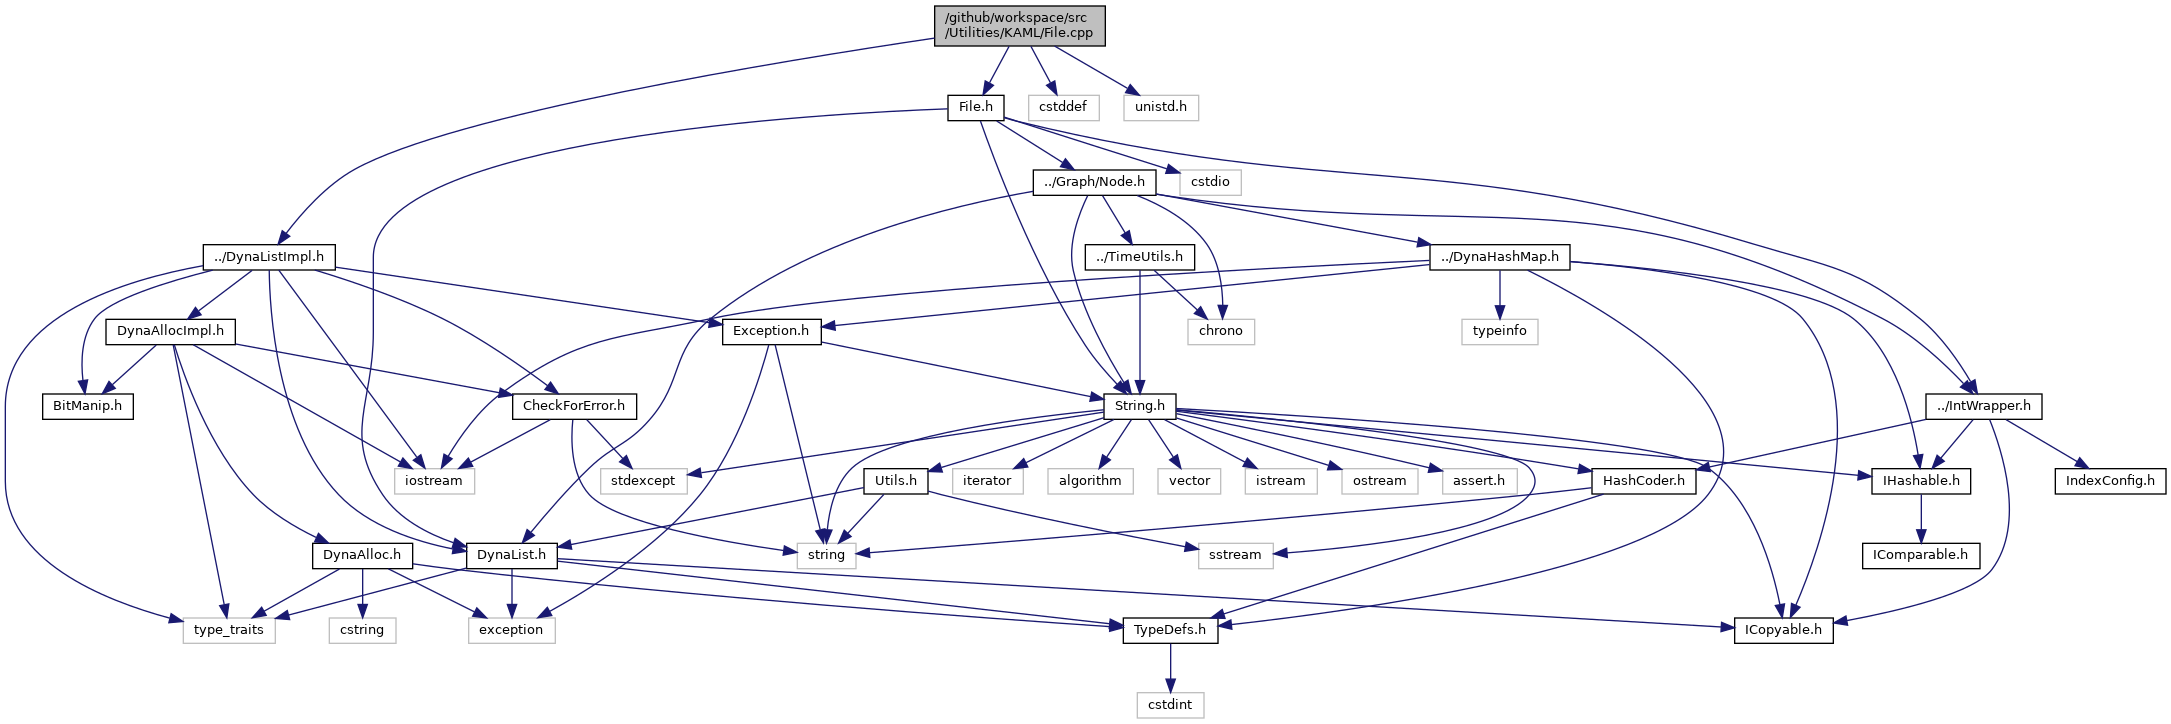 /github/workspace/src
/Utilities/KAML/File.cpp
File.h
cstddef
unistd.h
../Graph/Node.h
cstdio
../DynaListImpl.h
../TimeUtils.h
../DynaHashMap.h
DynaAllocImpl.h
Exception.h
chrono
typeinfo
BitManip.h
CheckForError.h
String.h
../IntWrapper.h
iostream
stdexcept
Utils.h
iterator
algorithm
vector
istream
ostream
assert.h
HashCoder.h
IHashable.h
IndexConfig.h
DynaAlloc.h
DynaList.h
string
sstream
IComparable.h
type_traits
cstring
exception
TypeDefs.h
ICopyable.h
cstdint